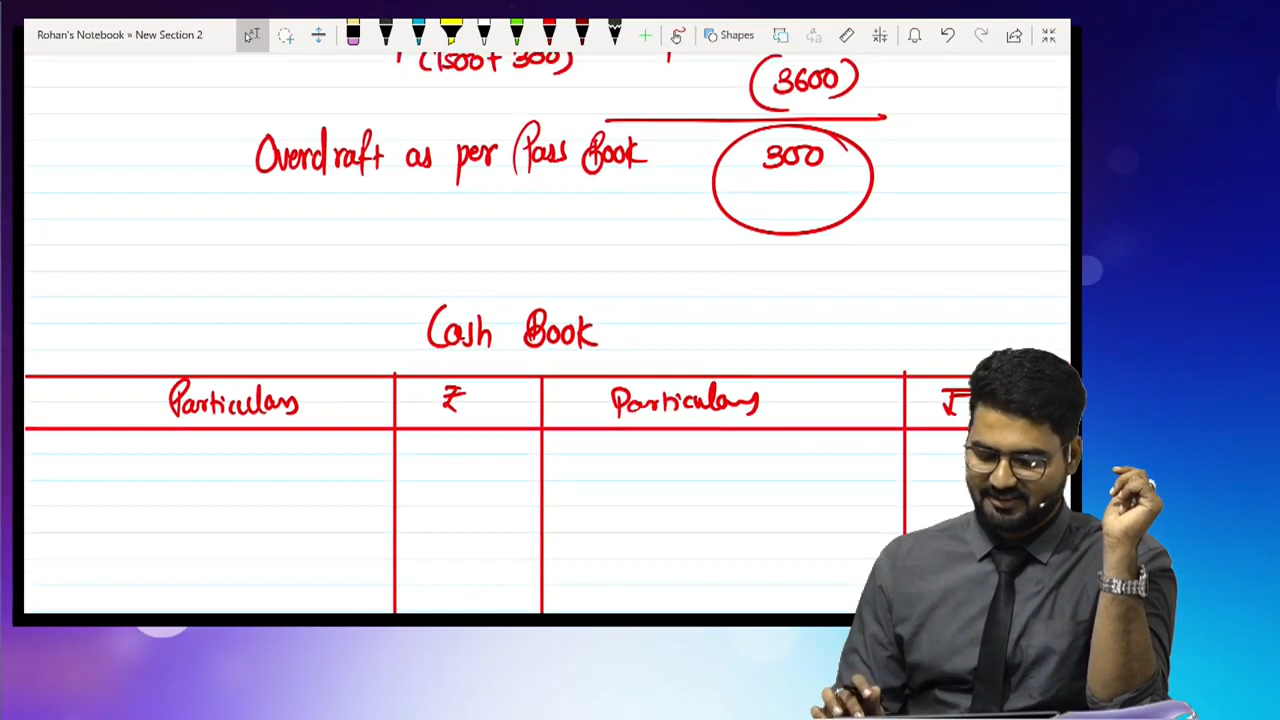 Rohan's Notebook » New Section 2
Shapes
(1500 + 300)
(3600)
Overdraft as per Pass Book 300
Cash Book
Particulars ₹ Particulars